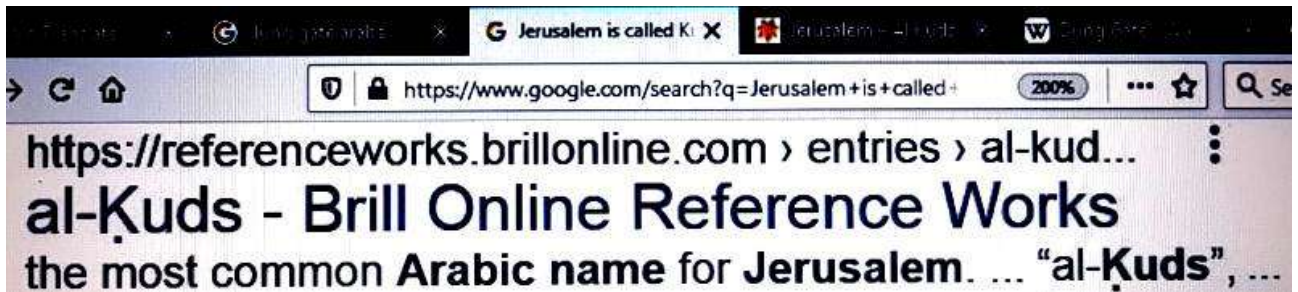 Jerusalem is called K
https://www.google.com/search?q=Jerusalem+is+called+ 200% Se
https://referenceworks.brillonline.com › entries › al-kud...
al-Ḳuds - Brill Online Reference Works
the most common Arabic name for Jerusalem. ... “al-Ḳuds”, ...